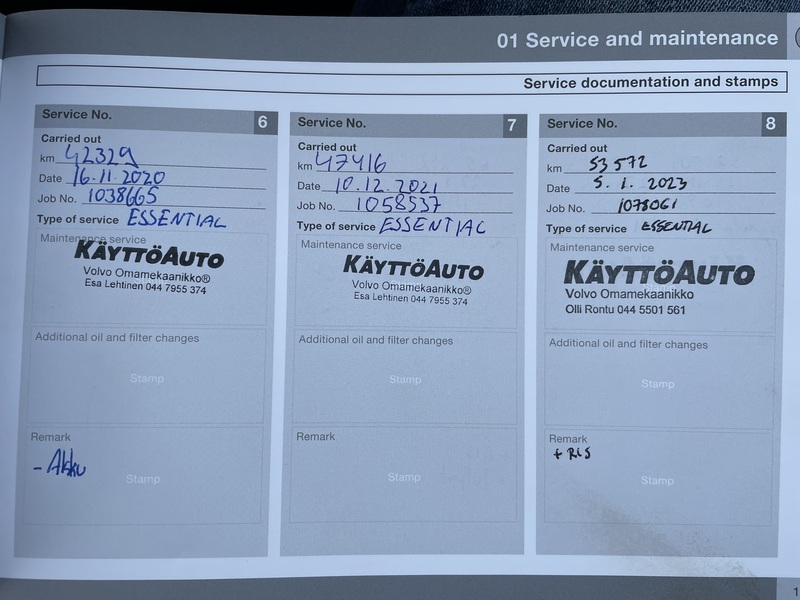 01 Service and maintenance
Service documentation and stamps
Service No. 6
Carried out
km 42329
Date 16.11.2020
Job No. 1038665
Type of service ESSENTIAL
Maintenance service
KÄYTTÖAUTO
Volvo Omamekaanikko®
Esa Lehtinen 044 7955 374
Additional oil and filter changes
Stamp
Remark
- Akku
Stamp
Service No. 7
Carried out
km 47416
Date 10.12.2021
Job No. 1058537
Type of service ESSENTIAL
Maintenance service
KÄYTTÖAUTO
Volvo Omamekaanikko®
Esa Lehtinen 044 7955 374
Additional oil and filter changes
Stamp
Remark
Stamp
Service No. 8
Carried out
km 53572
Date 5.1.2023
Job No. 1078061
Type of service ESSENTIAL
Maintenance service
KÄYTTÖAUTO
Volvo Omamekaanikko
Olli Rontu 044 5501 561
Additional oil and filter changes
Stamp
Remark
Stamp